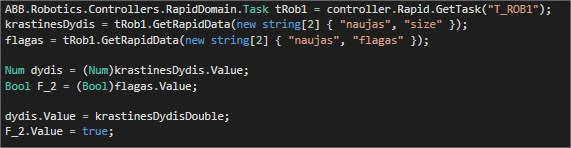 ABB.Robotics.Controllers.RapidDomain.Task tRob1 = controller.Rapid.GetTask("T_ROB1");
krastinesDydis = tRob1.GetRapidData(new string[2] { "naujas", "size" });
flagas = tRob1.GetRapidData(new string[2] { "naujas", "flagas" });
Num dydis = (Num)krastinesDydis.Value;
Bool F_2 = (Bool)flagas.Value;
dydis.Value = krastinesDydisDouble;
F_2.Value = true;